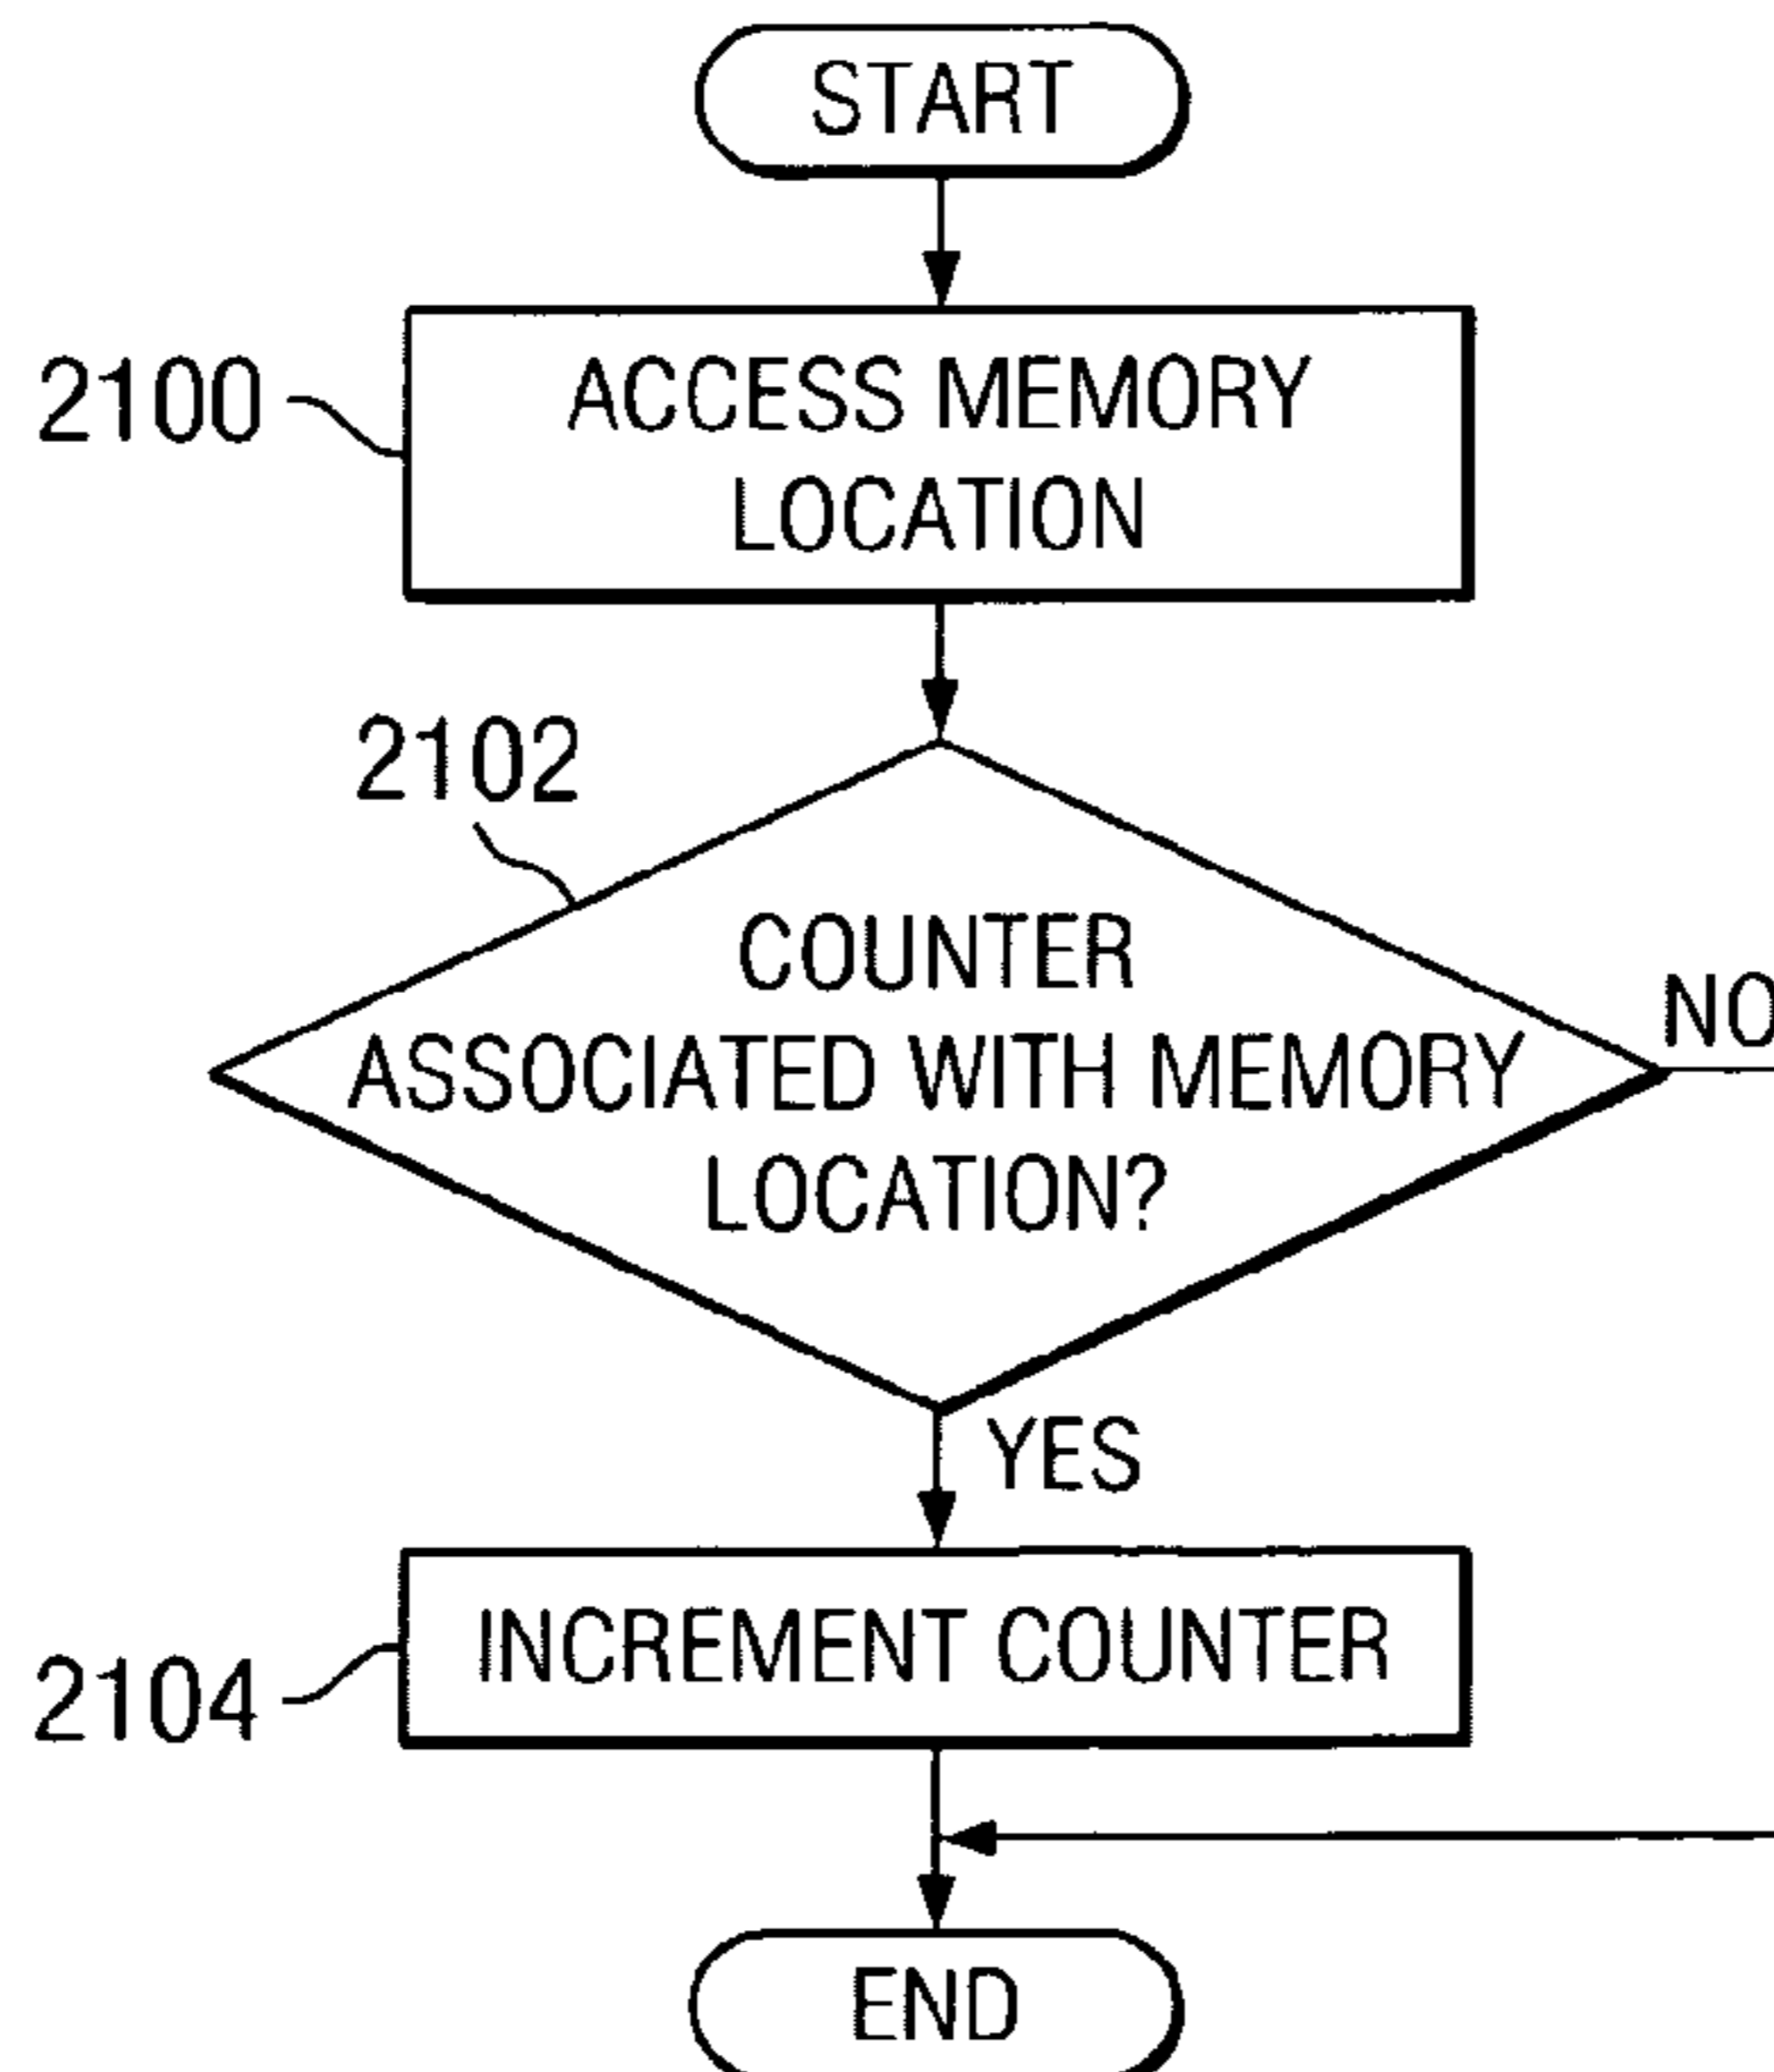 START
2100
ACCESS MEMORY
LOCATION
2102
COUNTER
ASSOCIATED WITH MEMORY
LOCATION?
NO
YES
2104
INCREMENT COUNTER
END